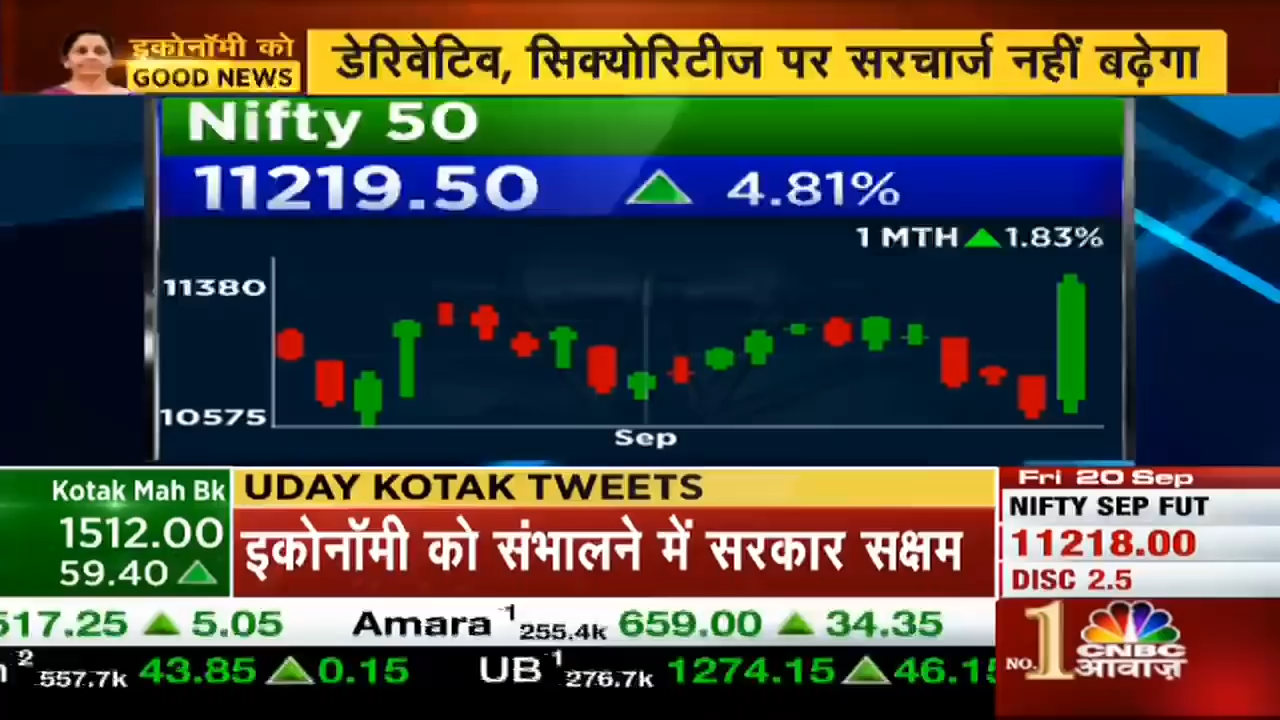 इकोनॉमी को
GOOD NEWS
डेरिवेटिव, सिक्योरिटीज पर सरचार्ज नहीं बढ़ेगा
Nifty 50
11219.50 4.81%
1 MTH 1.83%
11380
10575
Sep
Kotak Mah Bk
1512.00
59.40
UDAY KOTAK TWEETS
इकोनॉमी को संभालने में सरकार सक्षम
Fri 20 Sep
NIFTY SEP FUT
11218.00
DISC 2.5
517.25 5.05 Amara 1 255.4k 659.00 34.35
2 557.7k 43.85 0.15 UB 1 276.7k 1274.15 46.15
NO.1 CNBC
आवाज़